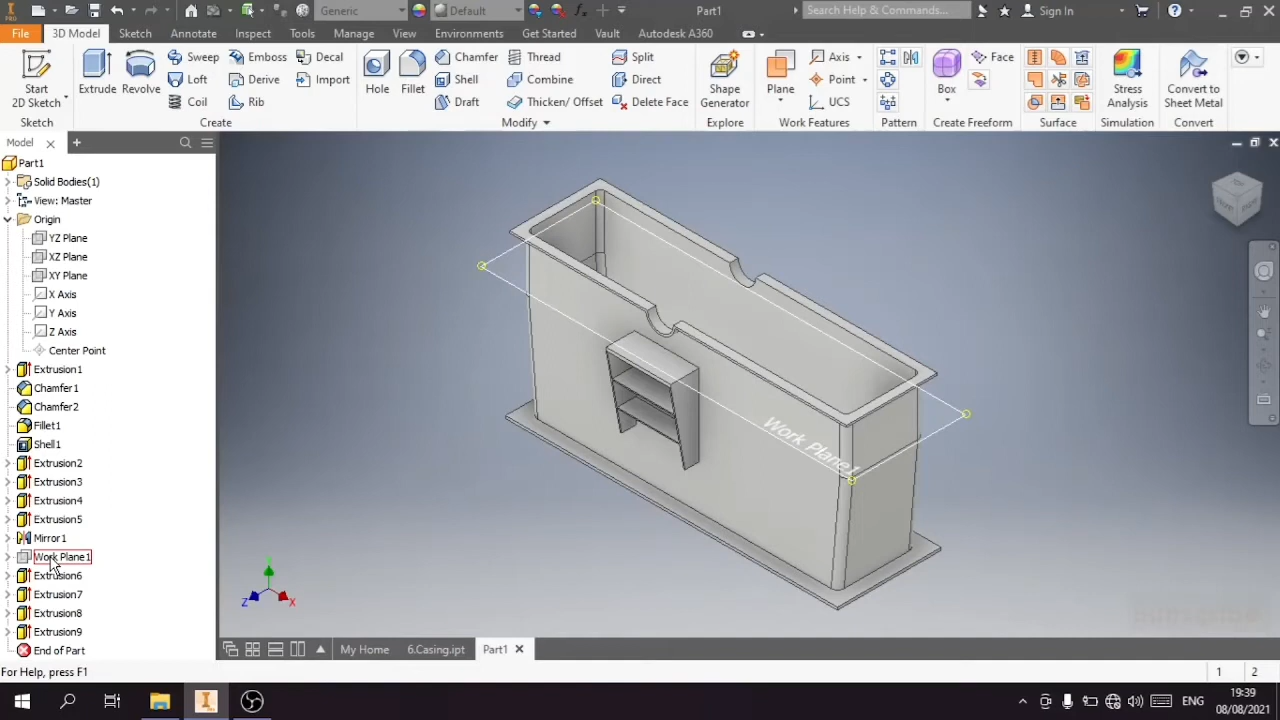 PRO
Generic
Default
Part1
Search Help & Commands...
Sign In
File
3D Model
Sketch
Annotate
Inspect
Tools
Manage
View
Environments
Get Started
Vault
Autodesk A360
Start
2D Sketch
Extrude
Revolve
Sweep
Loft
Coil
Emboss
Derive
Rib
Decal
Import
Hole
Fillet
Chamfer
Shell
Draft
Thread
Combine
Thicken/ Offset
Split
Direct
Delete Face
Shape
Generator
Plane
Axis
Point
UCS
Box
Face
Stress
Analysis
Convert to
Sheet Metal
Sketch
Create
Modify
Explore
Work Features
Pattern
Create Freeform
Surface
Simulation
Convert
Model
Part1
Solid Bodies(1)
View: Master
Origin
YZ Plane
XZ Plane
XY Plane
X Axis
Y Axis
Z Axis
Center Point
Extrusion1
Chamfer1
Chamfer2
Fillet1
Shell1
Extrusion2
Extrusion3
Extrusion4
Extrusion5
Mirror1
Work Plane1
Extrusion6
Extrusion7
Extrusion8
Extrusion9
End of Part
Work Plane1
Z
X
My Home
6.Casing.ipt
Part1
For Help, press F1
1
2
ENG
19:39
08/08/2021